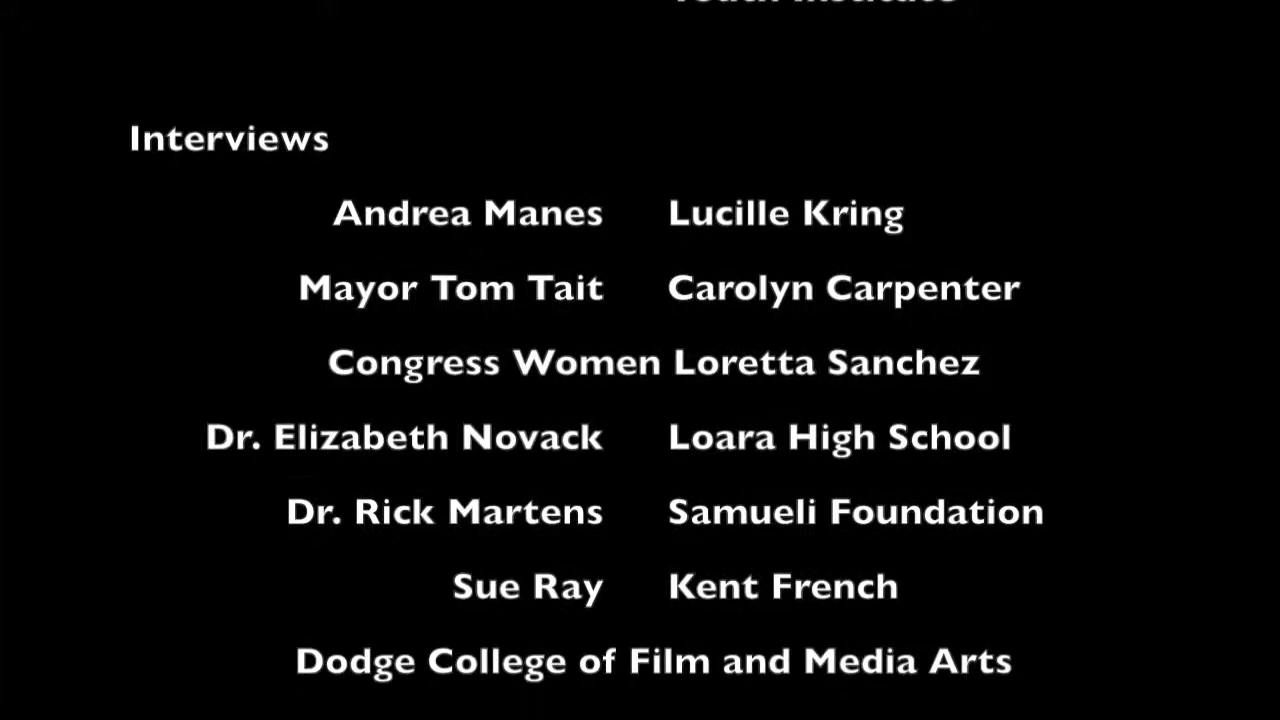 Interviews
Andrea Manes Lucille Kring
Mayor Tom Tait Carolyn Carpenter
Congress Women Loretta Sanchez
Dr. Elizabeth Novack Loara High School
Dr. Rick Martens Samueli Foundation
Sue Ray Kent French
Dodge College of Film and Media Arts